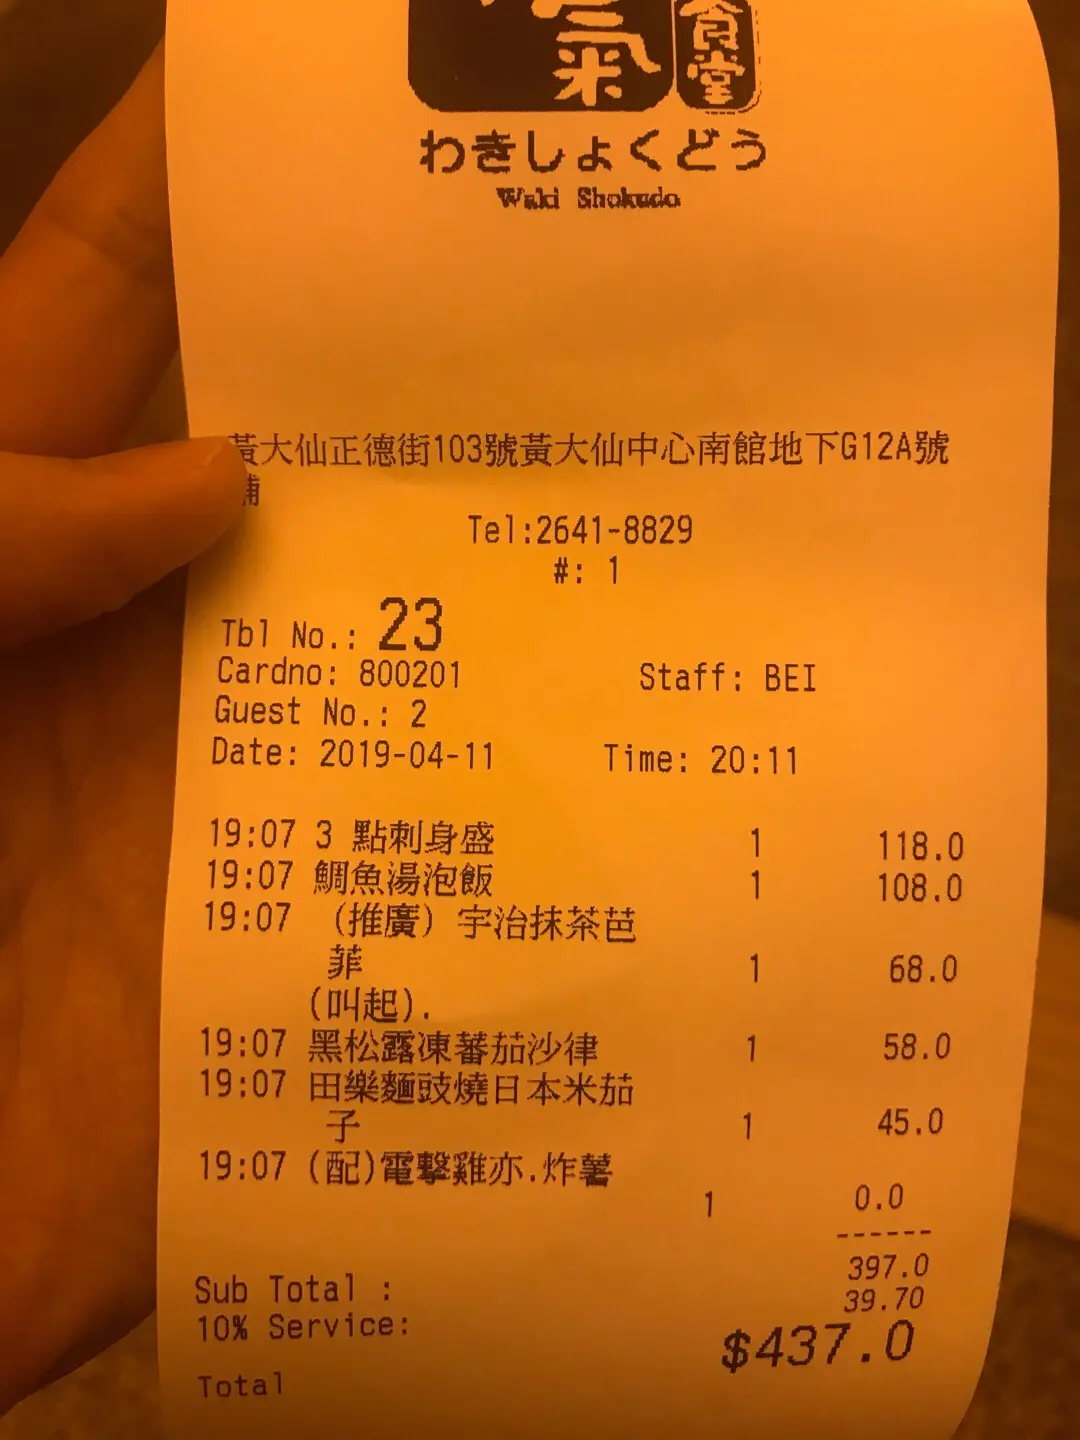 氣 食堂
わきしょくどう
Waki Shokudo
黃大仙正德街103號黃大仙中心南館地下G12A號
舖
Tel:2641-8829
#: 1
Tbl No.: 23
Cardno: 800201 Staff: BEI
Guest No.: 2
Date: 2019-04-11 Time: 20:11
19:07 3 點刺身盛 1 118.0
19:07 鯛魚湯泡飯 1 108.0
19:07 (推廣) 宇治抹茶芭
菲 1 68.0
(叫起).
19:07 黑松露凍蕃茄沙律 1 58.0
19:07 田樂麵豉燒日本米茄
子 1 45.0
19:07 (配)電擊雞亦.炸薯
1 0.0
------
Sub Total : 397.0
10% Service: 39.70
Total $437.0